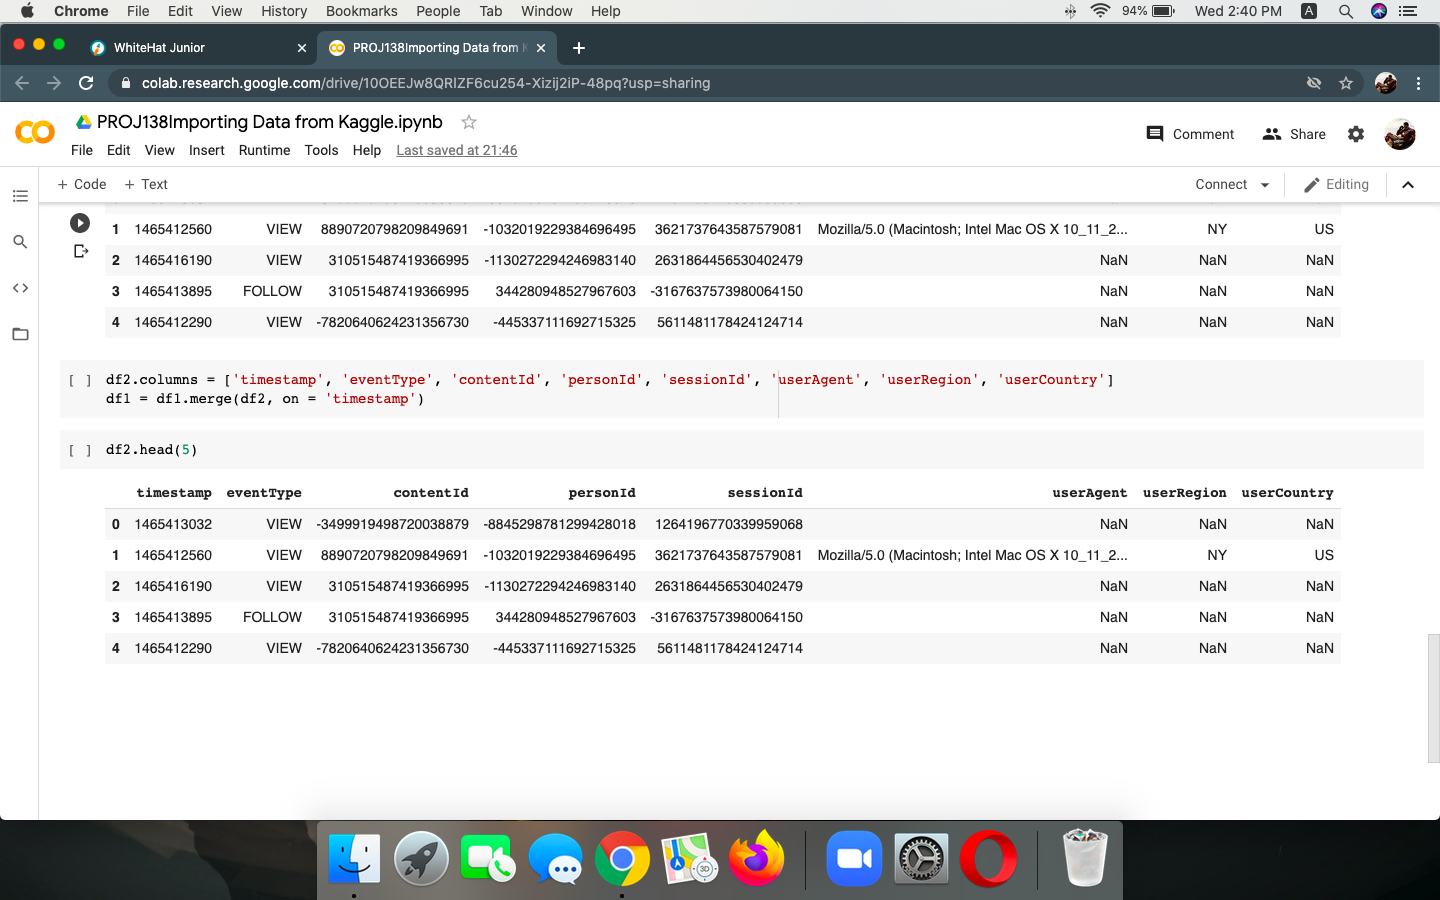 Chrome File Edit View History Bookmarks People Tab Window Help 94% Wed 2:40 PM A
WhiteHat Junior PROJ138Importing Data from K
colab.research.google.com/drive/10OEEJw8QRIZF6cu254-Xizij2iP-48pq?usp=sharing
PROJ138Importing Data from Kaggle.ipynb
Comment Share
File Edit View Insert Runtime Tools Help Last saved at 21:46
+ Code + Text Connect Editing
1 1465412560 VIEW 8890720798209849691 -1032019229384696495 3621737643587579081 Mozilla/5.0 (Macintosh; Intel Mac OS X 10_11_2... NY US
2 1465416190 VIEW 310515487419366995 -1130272294246983140 2631864456530402479 NaN NaN NaN
3 1465413895 FOLLOW 310515487419366995 344280948527967603 -3167637573980064150 NaN NaN NaN
4 1465412290 VIEW -7820640624231356730 -445337111692715325 5611481178424124714 NaN NaN NaN
[ ] df2.columns = ['timestamp', 'eventType', 'contentId', 'personId', 'sessionId', 'userAgent', 'userRegion', 'userCountry']
df1 = df1.merge(df2, on = 'timestamp')
[ ] df2.head(5)
timestamp eventType contentId personId sessionId userAgent userRegion userCountry
0 1465413032 VIEW -3499919498720038879 -8845298781299428018 1264196770339959068 NaN NaN NaN
1 1465412560 VIEW 8890720798209849691 -1032019229384696495 3621737643587579081 Mozilla/5.0 (Macintosh; Intel Mac OS X 10_11_2... NY US
2 1465416190 VIEW 310515487419366995 -1130272294246983140 2631864456530402479 NaN NaN NaN
3 1465413895 FOLLOW 310515487419366995 344280948527967603 -3167637573980064150 NaN NaN NaN
4 1465412290 VIEW -7820640624231356730 -445337111692715325 5611481178424124714 NaN NaN NaN
3D